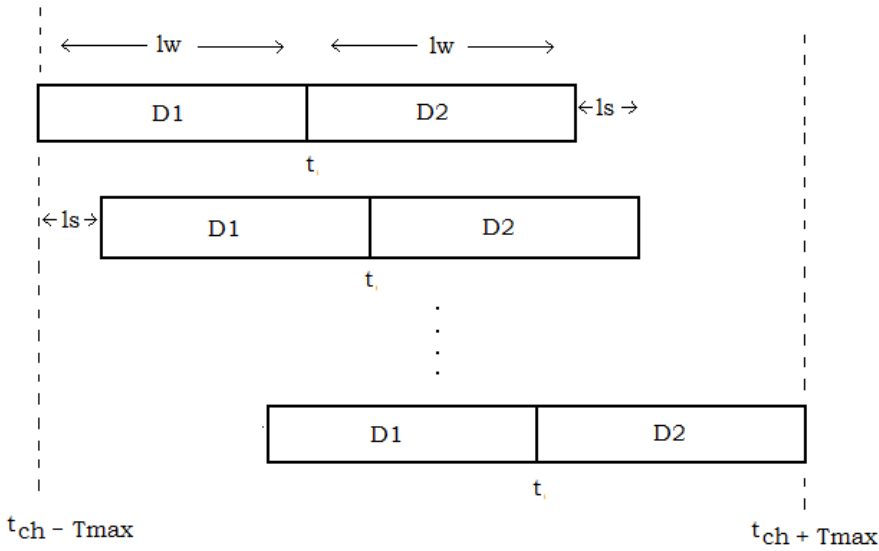 lw lw
D1 D2 ls
t
ls D1 D2
t
D1 D2
t
tch - Tmax tch + Tmax